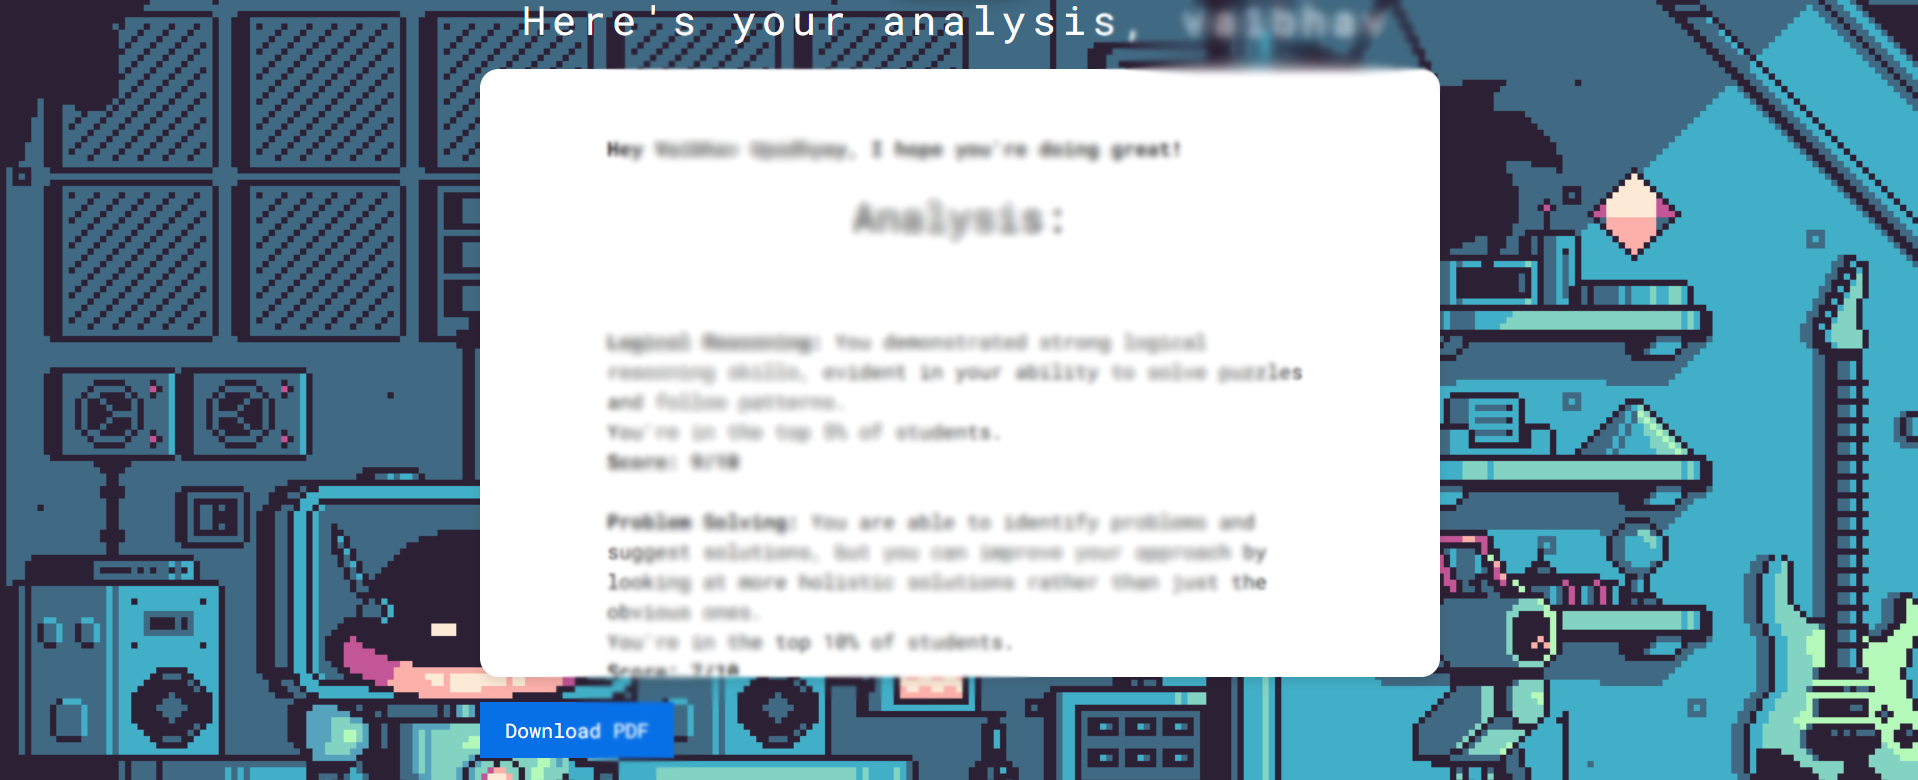 Here's your analysis, vaibhav
Hey Vaibhav Upadhyay, I hope you're doing great!
Analysis:
Logical Reasoning: You demonstrated strong logical
reasoning skills, evident in your ability to solve puzzles
and follow patterns.
You're in the top 5% of students.
Score: 9/10
Problem Solving: You are able to identify problems and
suggest solutions, but you can improve your approach by
looking at more holistic solutions rather than just the
obvious ones.
You're in the top 10% of students.
Score: 7/10
Download PDF